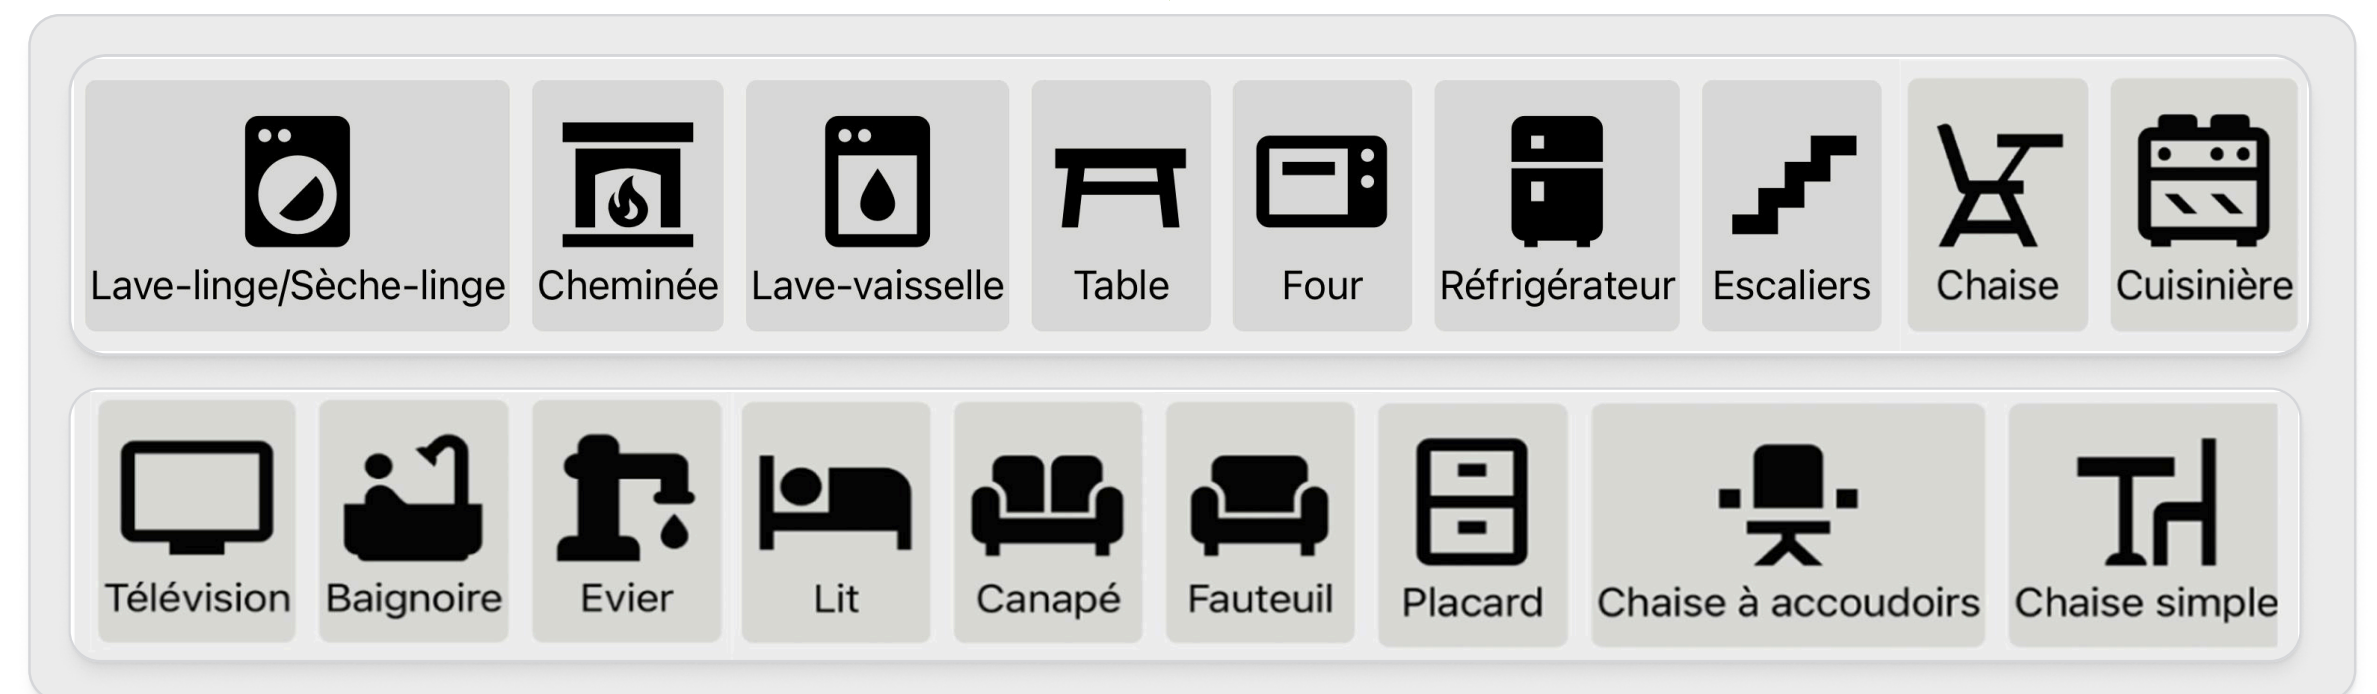 Lave-linge/Sèche-linge Cheminée Lave-vaisselle Table Four Réfrigérateur Escaliers Chaise Cuisinière
Télévision Baignoire Evier Lit Canapé Fauteuil Placard Chaise à accoudoirs Chaise simple